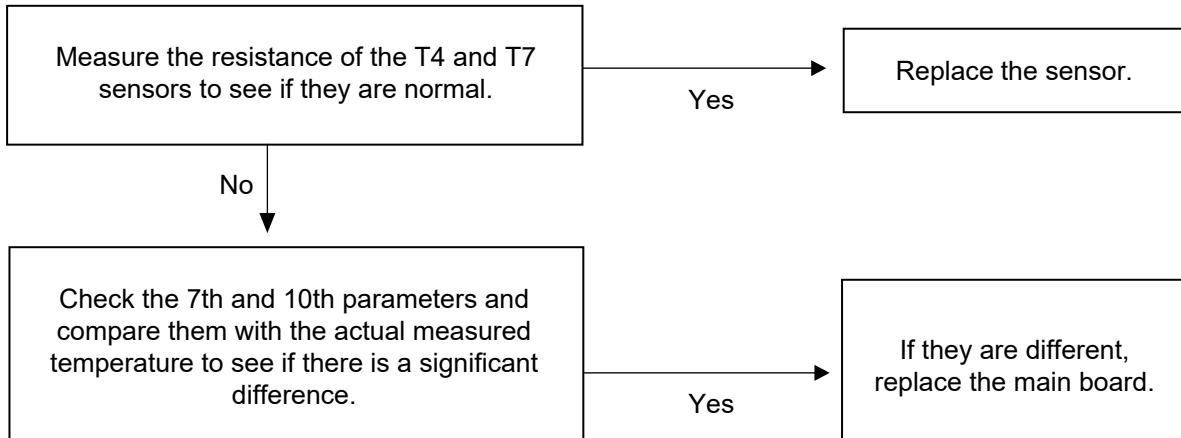 Measure the resistance of the T4 and T7
sensors to see if they are normal.
Yes
Replace the sensor.
No
Check the 7th and 10th parameters and
compare them with the actual measured
temperature to see if there is a significant
difference.
Yes
If they are different,
replace the main board.